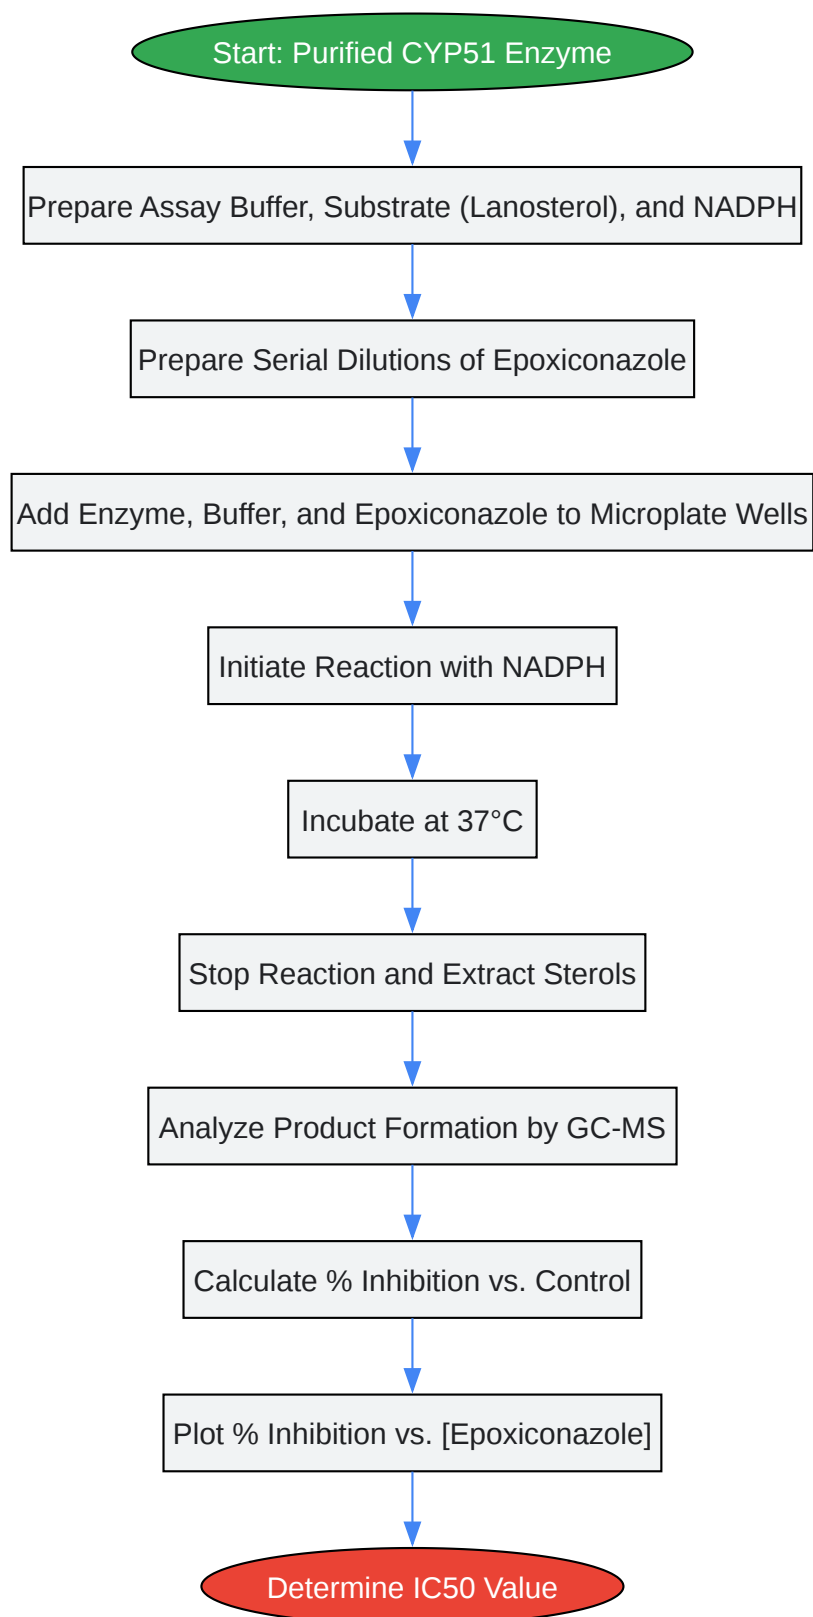 Start: Purified CYP51 Enzyme
Prepare Assay Buffer, Substrate (Lanosterol), and NADPH
Prepare Serial Dilutions of Epoxiconazole
Add Enzyme, Buffer, and Epoxiconazole to Microplate Wells
Initiate Reaction with NADPH
Incubate at 37°C
Stop Reaction and Extract Sterols
Analyze Product Formation by GC-MS
Calculate % Inhibition vs. Control
Plot % Inhibition vs. [Epoxiconazole]
Determine IC50 Value